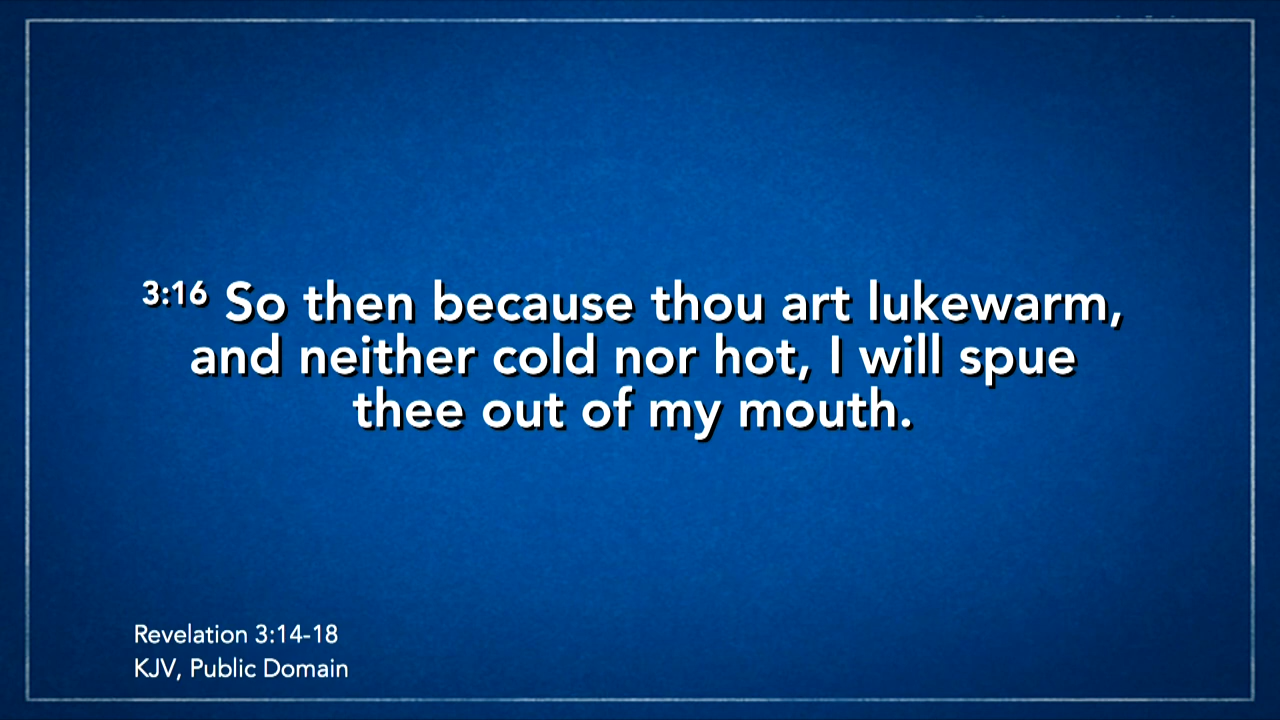 3:16 So then because thou art lukewarm,
and neither cold nor hot, I will spue
thee out of my mouth.
Revelation 3:14-18
KJV, Public Domain